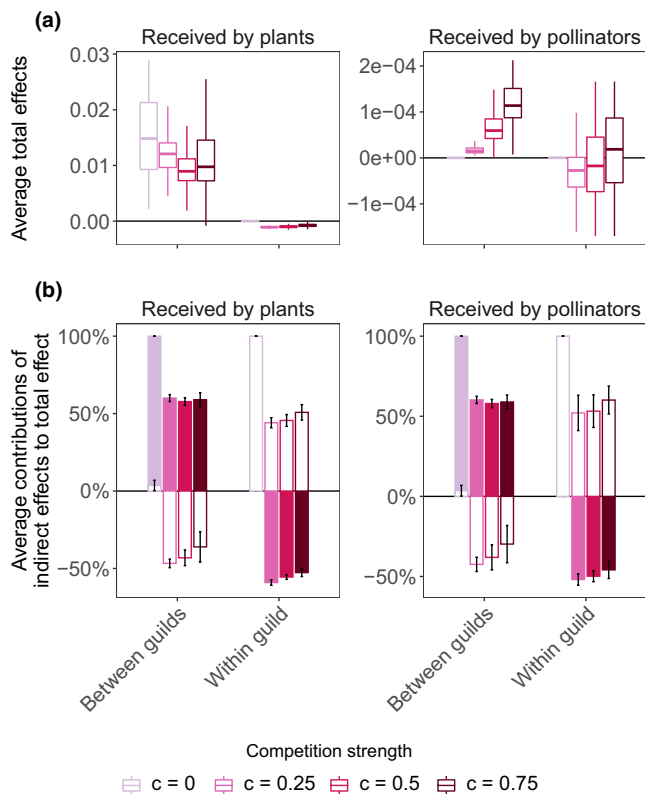 (a)
Received by plants
Received by pollinators
Average total effects
0.03
0.02
0.01
0.00
2e−04
1e−04
0e+00
−1e−04
(b)
Received by plants
Received by pollinators
Average contributions of
indirect effects to total effect
100%
50%
0%
−50%
100%
50%
0%
−50%
Between guilds
Within guild
Between guilds
Within guild
Competition strength
c = 0
c = 0.25
c = 0.5
c = 0.75